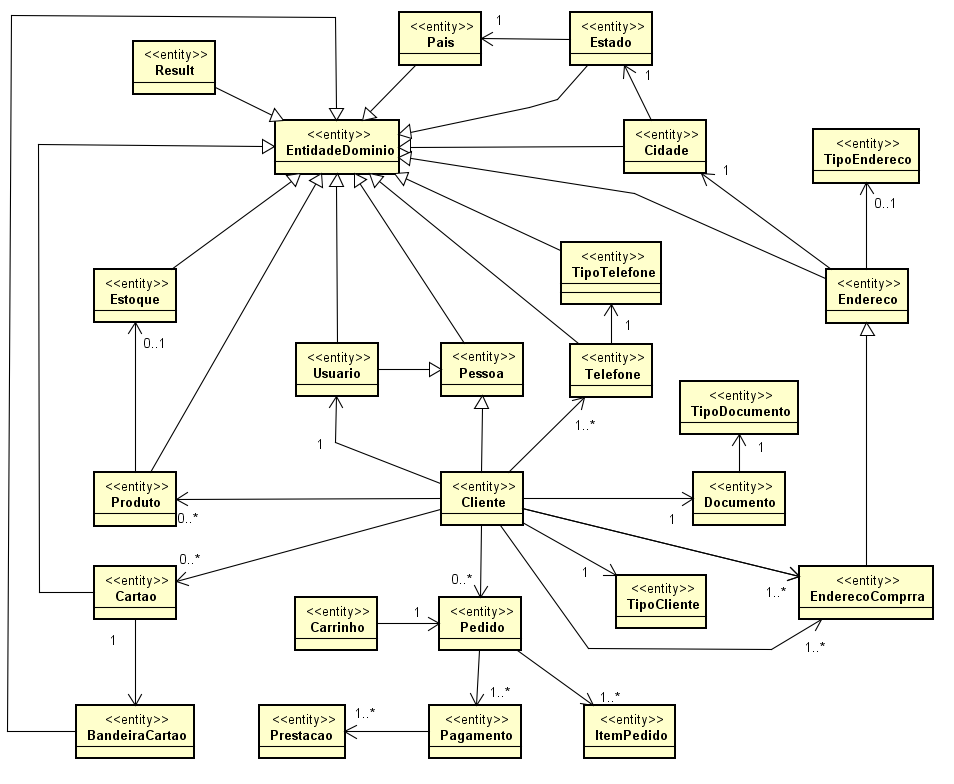 <<entity>>
Pais
1
<<entity>>
Estado
<<entity>>
Result
1
<<entity>>
EntidadeDominio
<<entity>>
Cidade
<<entity>>
TipoEndereco
1
0..1
<<entity>>
TipoTelefone
<<entity>>
Estoque
<<entity>>
Endereco
0..1
1
<<entity>>
Usuario
<<entity>>
Pessoa
<<entity>>
Telefone
<<entity>>
TipoDocumento
1..*
1
1
<<entity>>
Produto
<<entity>>
Cliente
<<entity>>
Documento
0..*
1
0..*
<<entity>>
Cartao
0..*
1
<<entity>>
TipoCliente
1..*
<<entity>>
EnderecoComprra
<<entity>>
Carrinho
1
<<entity>>
Pedido
1
1..*
1..*
1..*
<<entity>>
BandeiraCartao
<<entity>>
Prestacao
1..*
<<entity>>
Pagamento
<<entity>>
ItemPedido